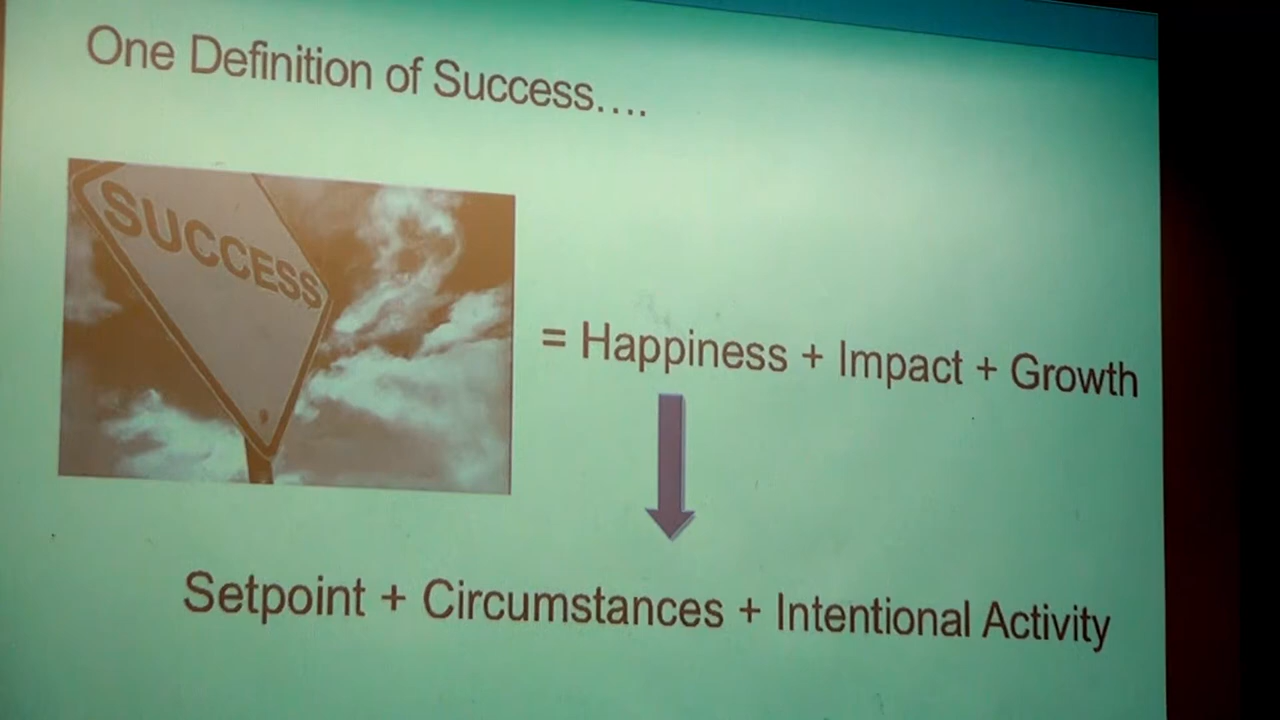 One Definition of Success....
SUCCESS
= Happiness + Impact + Growth
Setpoint + Circumstances + Intentional Activity